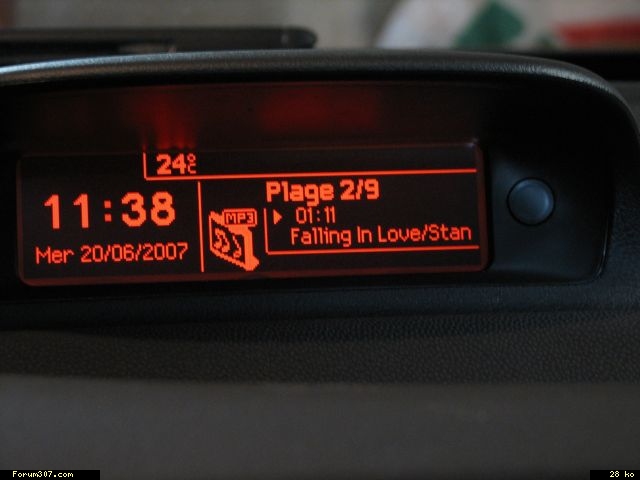 24°C
11:38
Mer 20/06/2007
Plage 2/9
MP3
01:11
Falling In Love/Stan
Forum307.com
28 ko